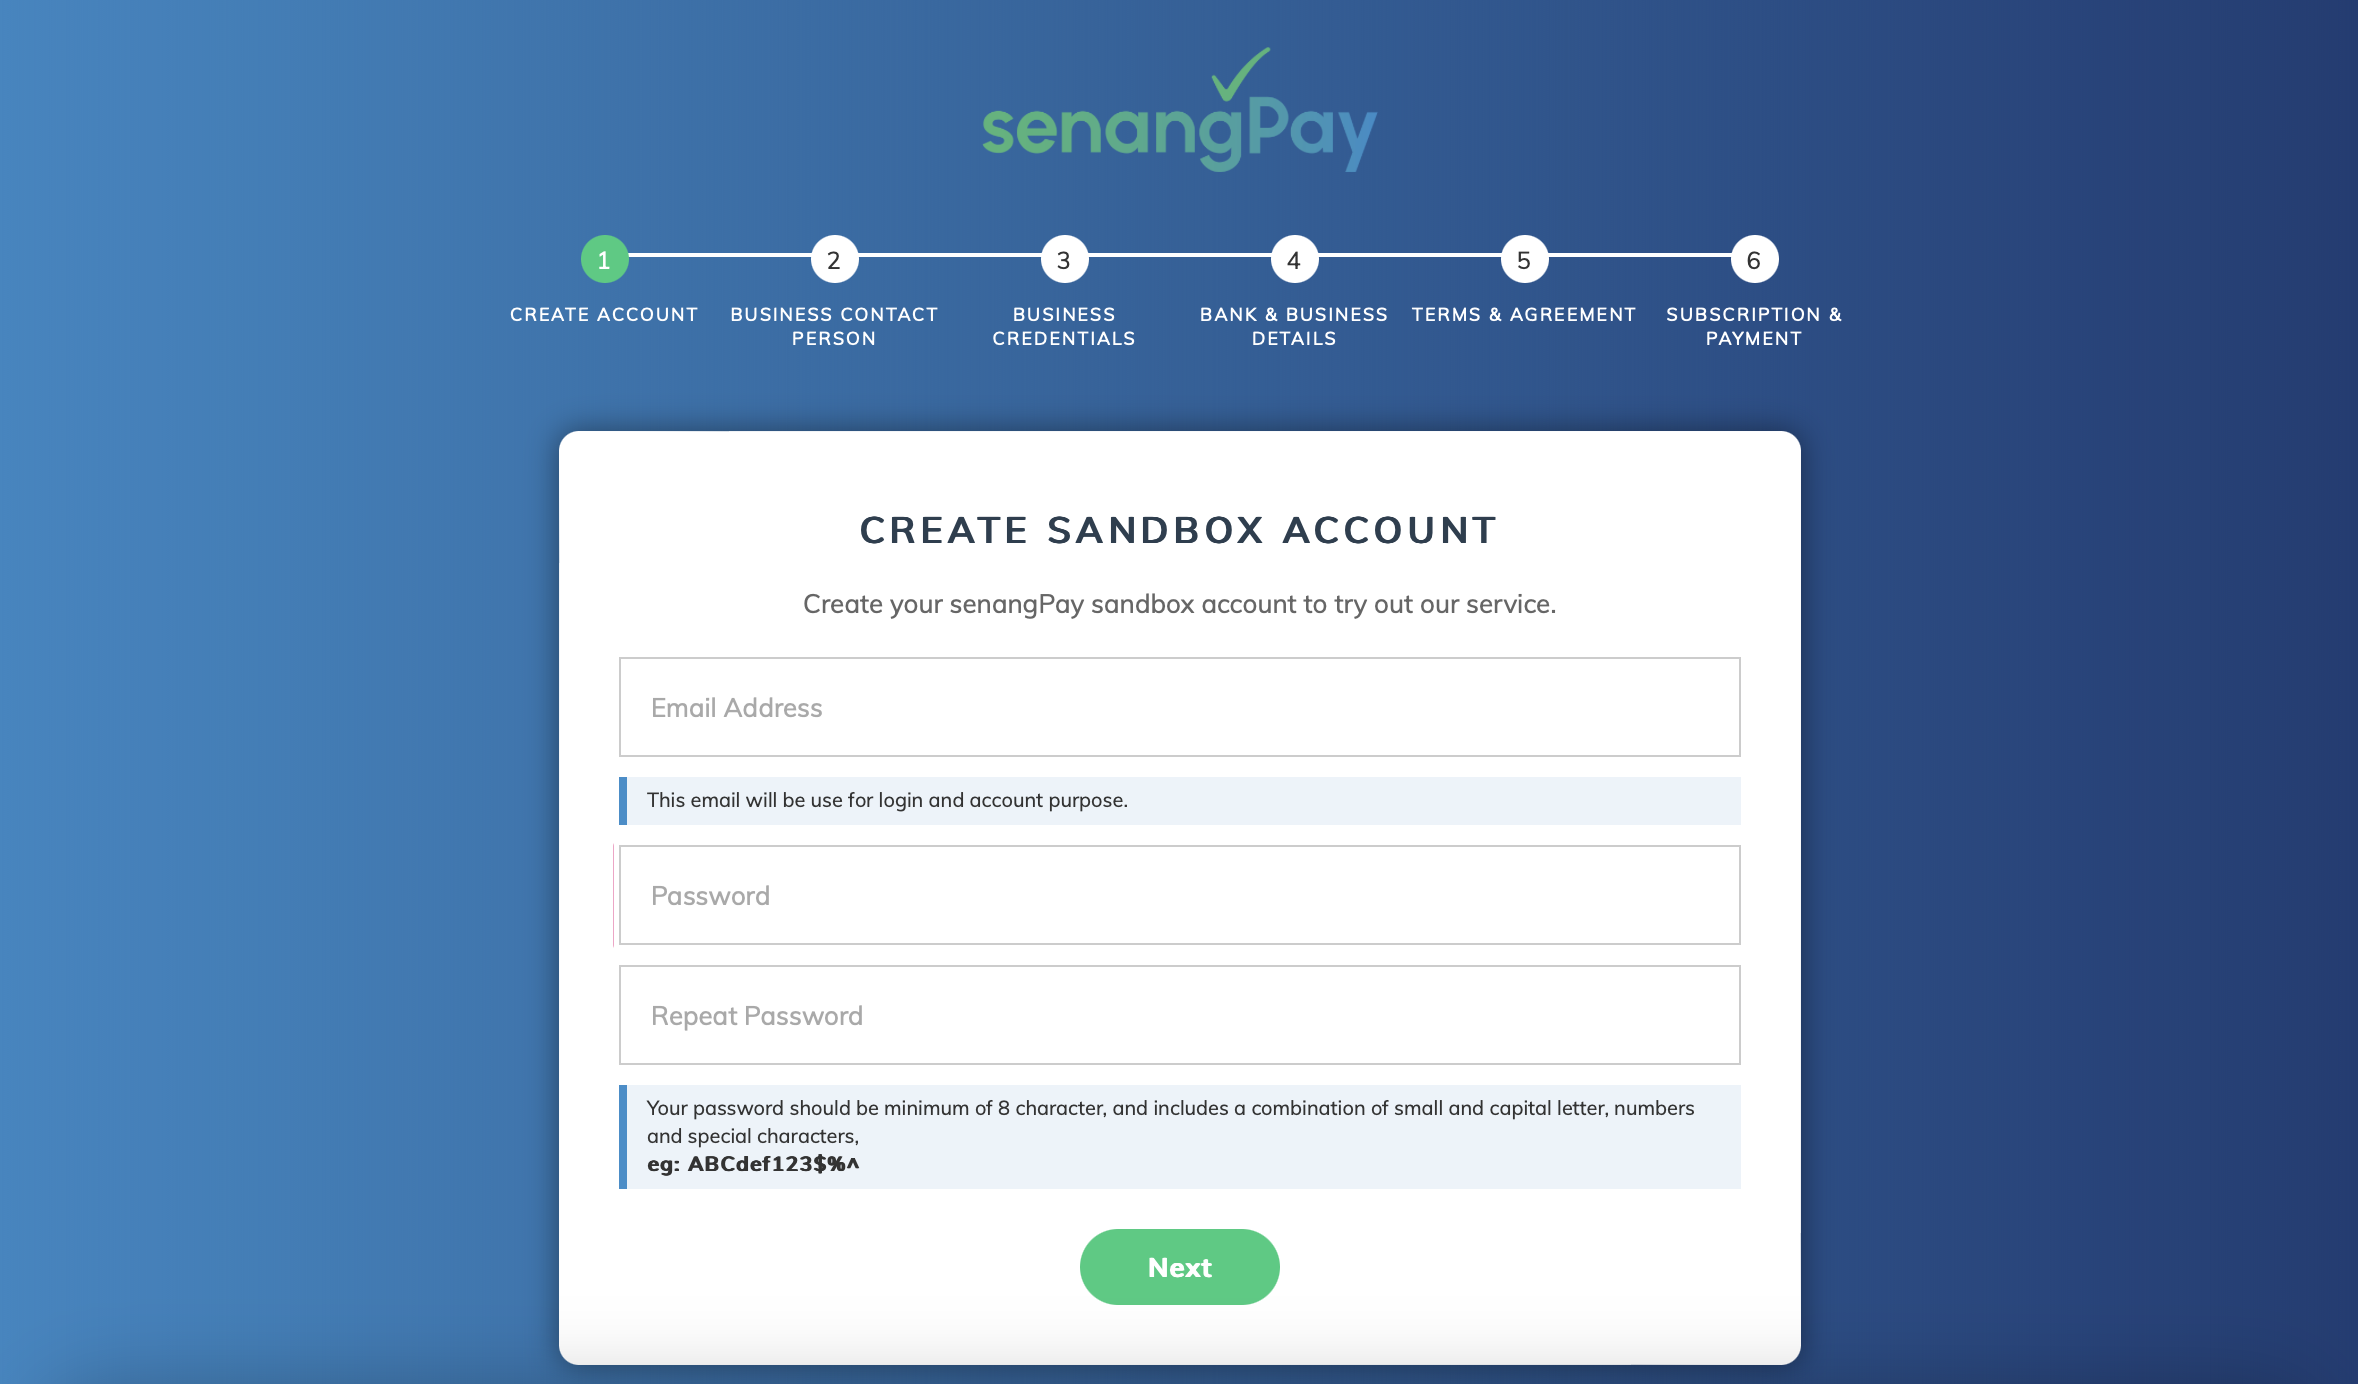 senangPay
1
2
3
4
5
6
CREATE ACCOUNT
BUSINESS CONTACT
PERSON
BUSINESS
CREDENTIALS
BANK & BUSINESS
DETAILS
TERMS & AGREEMENT
SUBSCRIPTION &
PAYMENT
CREATE SANDBOX ACCOUNT
Create your senangPay sandbox account to try out our service.
Email Address
This email will be use for login and account purpose.
Password
Repeat Password
Your password should be minimum of 8 character, and includes a combination of small and capital letter, numbers
and special characters,
eg: ABCdef123$%^
Next